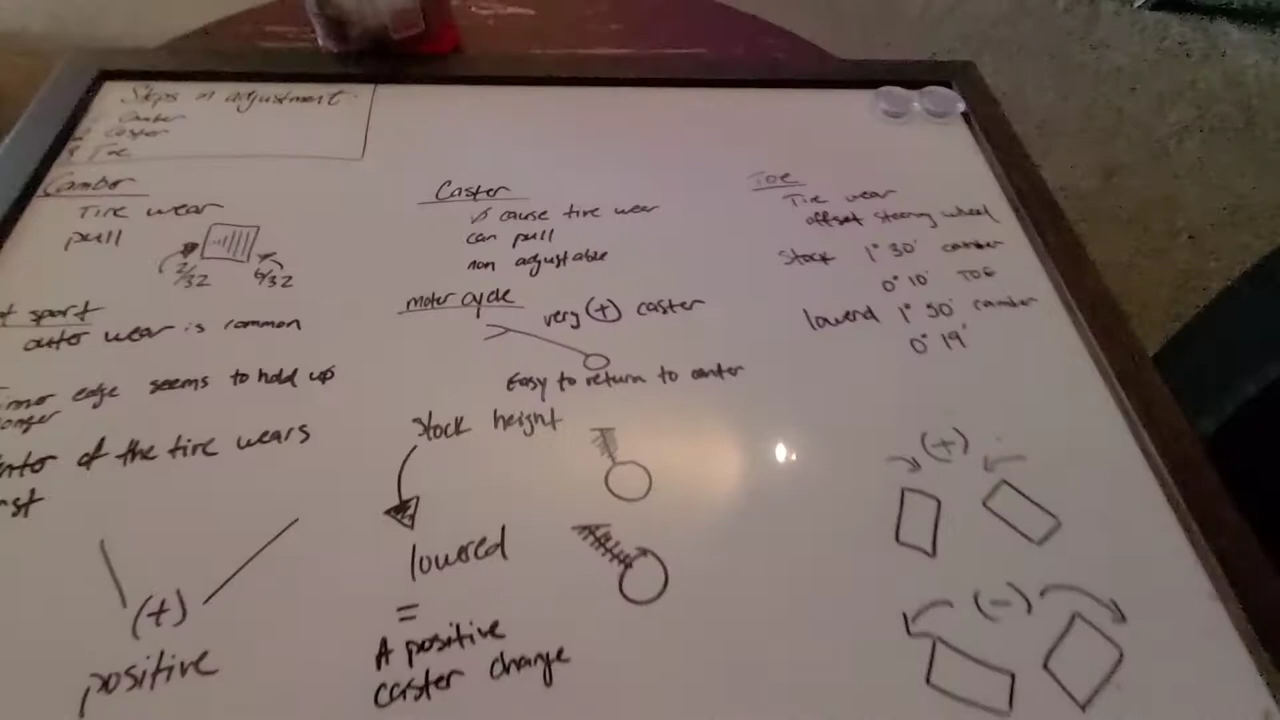 Steps in adjustment
Camber
Caster
Toe
Camber
Tire wear
pull
2/32
6/32
sport
outer wear is common
edge seems to hold up
of the tire wears
(+)
positive
Caster
cause tire wear
can pull
non adjustable
motor cycle
very (+) caster
Easy to return to center
Stock height
lowered
=
A positive
caster change
Toe
Tire wear
offset steering wheel
Stock 1° 30' camber
0° 10' TOE
lowerd 1° 50' camber
0° 19'
(+)
(-)